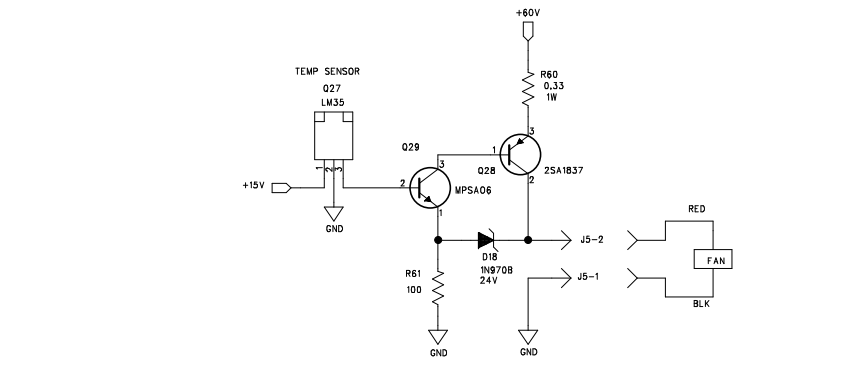 +60V
R60
0.33
1W
TEMP SENSOR
Q27
LM35
1 2 3
+15V
GND
Q29
3
2
1
MPSA06
1
3
2
Q28
2SA1837
D18
1N970B
24V
R61
100
GND
GND
J5-2
J5-1
RED
FAN
BLK